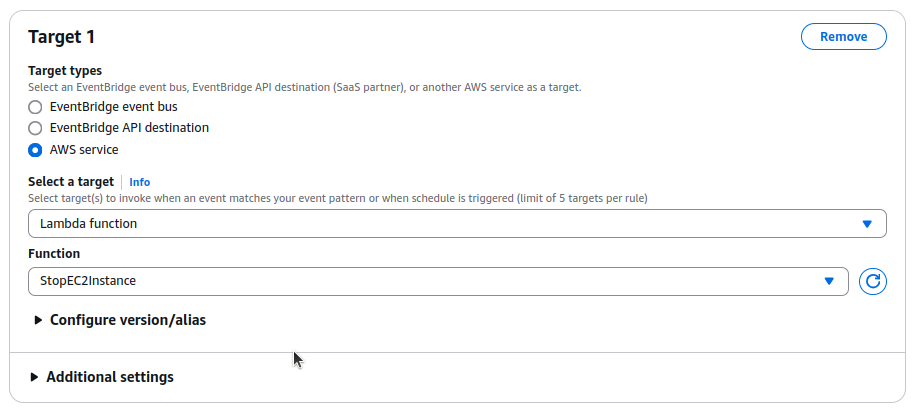 Target 1
Remove
Target types
Select an EventBridge event bus, EventBridge API destination (SaaS partner), or another AWS service as a target.
EventBridge event bus
EventBridge API destination
AWS service
Select a target
Info
Select target(s) to invoke when an event matches your event pattern or when schedule is triggered (limit of 5 targets per rule)
Lambda function
Function
StopEC2Instance
Configure version/alias
Additional settings